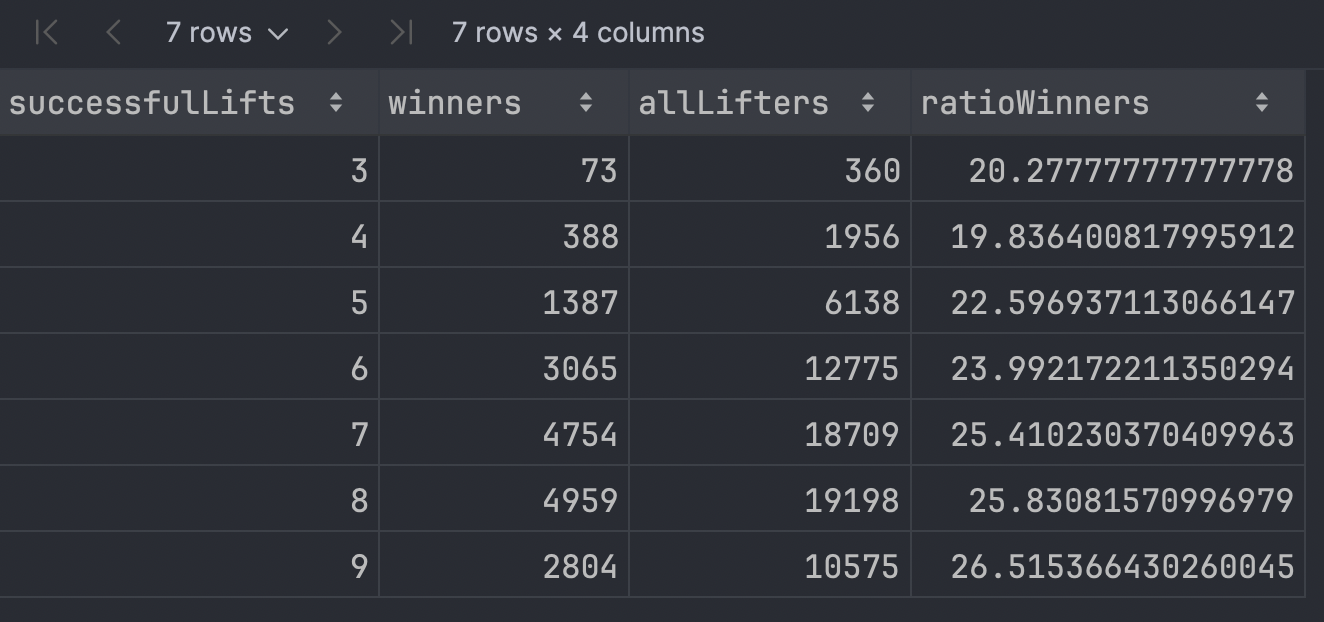 7 rows 7 rows × 4 columns
successfulLifts winners allLifters ratioWinners
3 73 360 20.27777777777778
4 388 1956 19.836400817995912
5 1387 6138 22.596937113066147
6 3065 12775 23.992172211350294
7 4754 18709 25.410230370409963
8 4959 19198 25.83081570996979
9 2804 10575 26.515366430260045